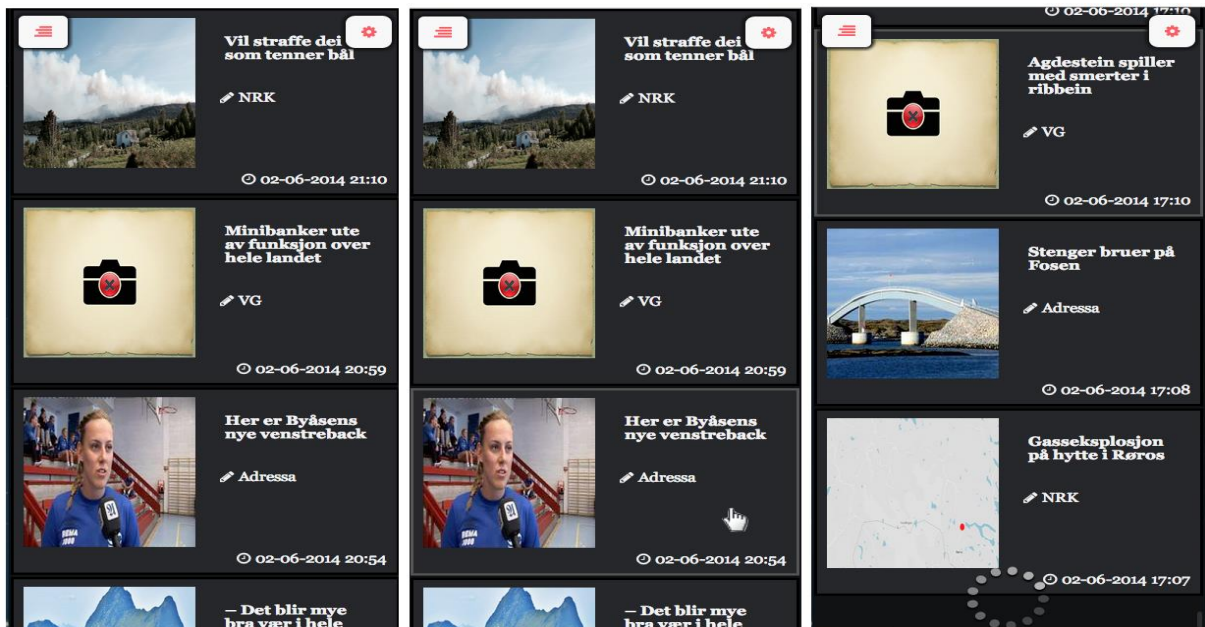 Vil straffe dei
som tenner bål
NRK
02-06-2014 21:10
Minibanker ute
av funksjon over
hele landet
VG
02-06-2014 20:59
Her er Byåsens
nye venstreback
Adressa
02-06-2014 20:54
– Det blir mye
bra vær i hele
Vil straffe dei
som tenner bål
NRK
02-06-2014 21:10
Minibanker ute
av funksjon over
hele landet
VG
02-06-2014 20:59
Her er Byåsens
nye venstreback
Adressa
02-06-2014 20:54
– Det blir mye
bra vær i hele
02-06-2014 17:10
Agdestein spiller
med smerter i
ribbein
VG
02-06-2014 17:10
Stenger bruer på
Fosen
Adressa
02-06-2014 17:08
Gasseksplosjon
på hytte i Røros
NRK
02-06-2014 17:07